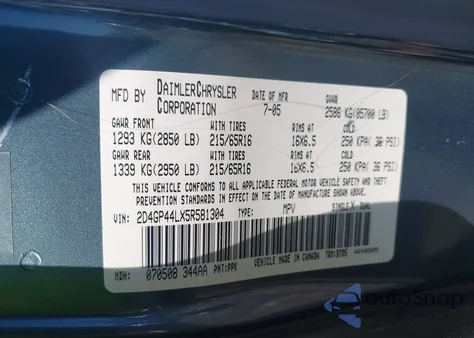 MFD BY DAIMLERCHRYSLER CORPORATION DATE OF MFR 7-05 GVWR 2586 KG(05700 LB)
GAWR FRONT WITH TIRES RIMS AT COLD
1293 KG(2850 LB) 215/65R16 16X6.5 250 KPA( 36 PSI)
GAWR REAR WITH TIRES RIMS AT COLD
1339 KG(2950 LB) 215/65R16 16X6.5 250 KPA( 36 PSI)
THIS VEHICLE CONFORMS TO ALL APPLICABLE FEDERAL MOTOR VEHICLE SAFETY AND THEFT
PREVENTION STANDARDS IN EFFECT ON THE DATE OF MANUFACTURE SHOWN ABOVE.
VIN: 2D4GP44LX5R581304 TYPE: MPV SINGLE X DUAL
MDH: 070508 344AA PNT:PPK VEHICLE MADE IN CANADA
AutoSnap